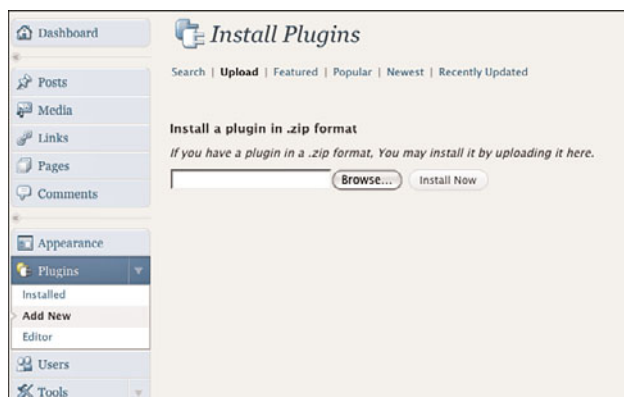 Dashboard
Posts
Media
Links
Pages
Comments
Appearance
Plugins
Installed
Add New
Editor
Users
Tools
Install Plugins
Search | Upload | Featured | Popular | Newest | Recently Updated
Install a plugin in .zip format
If you have a plugin in a .zip format, You may install it by uploading it here.
Browse... Install Now